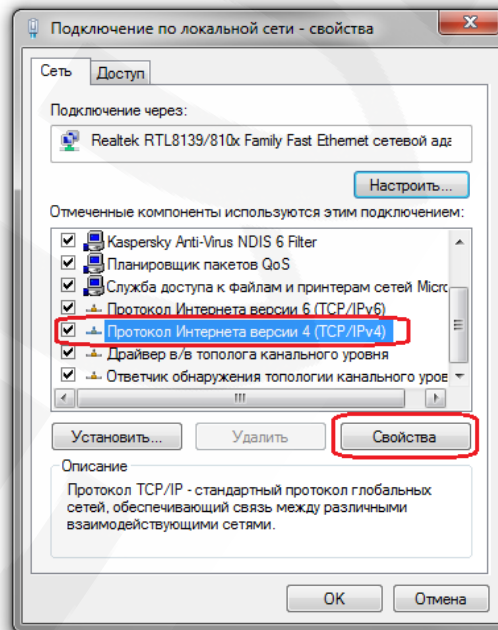 Подключение по локальной сети - свойства
Сеть
Доступ
Подключение через:
Realtek RTL8139/810x Family Fast Ethernet сетевой ада
Настроить...
Отмеченные компоненты используются этим подключением:
Kaspersky Anti-Virus NDIS 6 Filter
Планировщик пакетов QoS
Служба доступа к файлам и принтерам сетей Micro
Протокол Интернета версии 6 (TCP/IPv6)
Протокол Интернета версии 4 (TCP/IPv4)
Драйвер в/в тополога канального уровня
Ответчик обнаружения топологии канального уров
Установить...
Удалить
Свойства
Описание
Протокол TCP/IP - стандартный протокол глобальных
сетей, обеспечивающий связь между различными
взаимодействующими сетями.
OK
Отмена